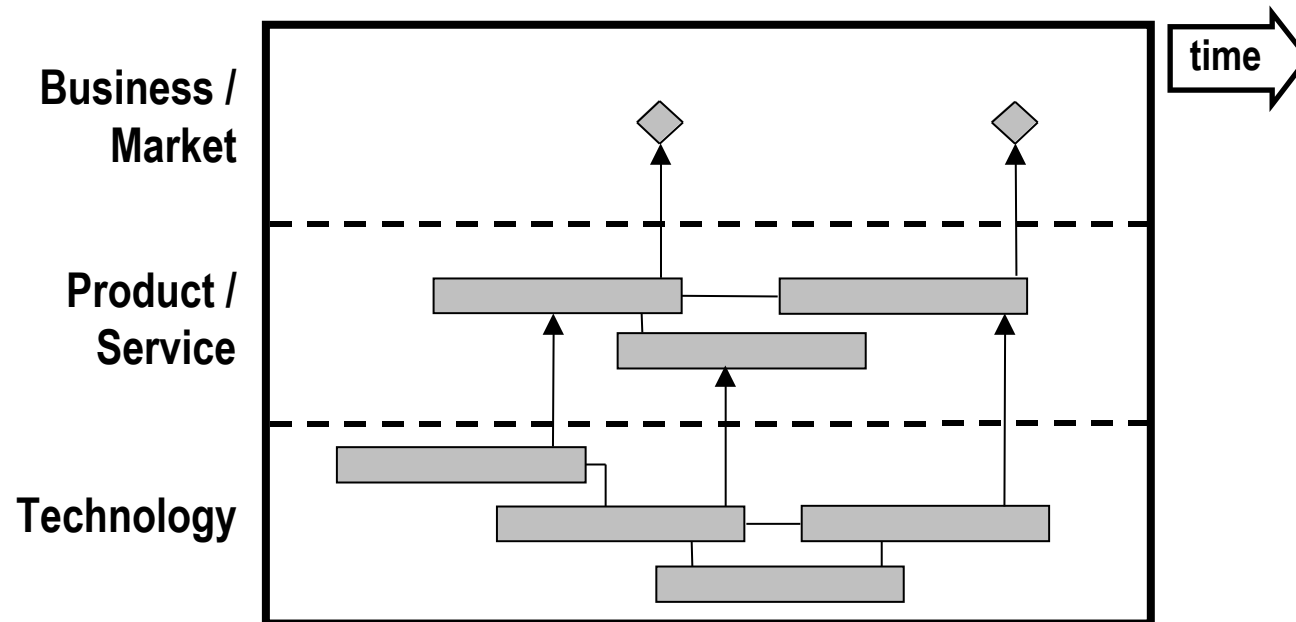 time
Business /
Market
Product /
Service
Technology